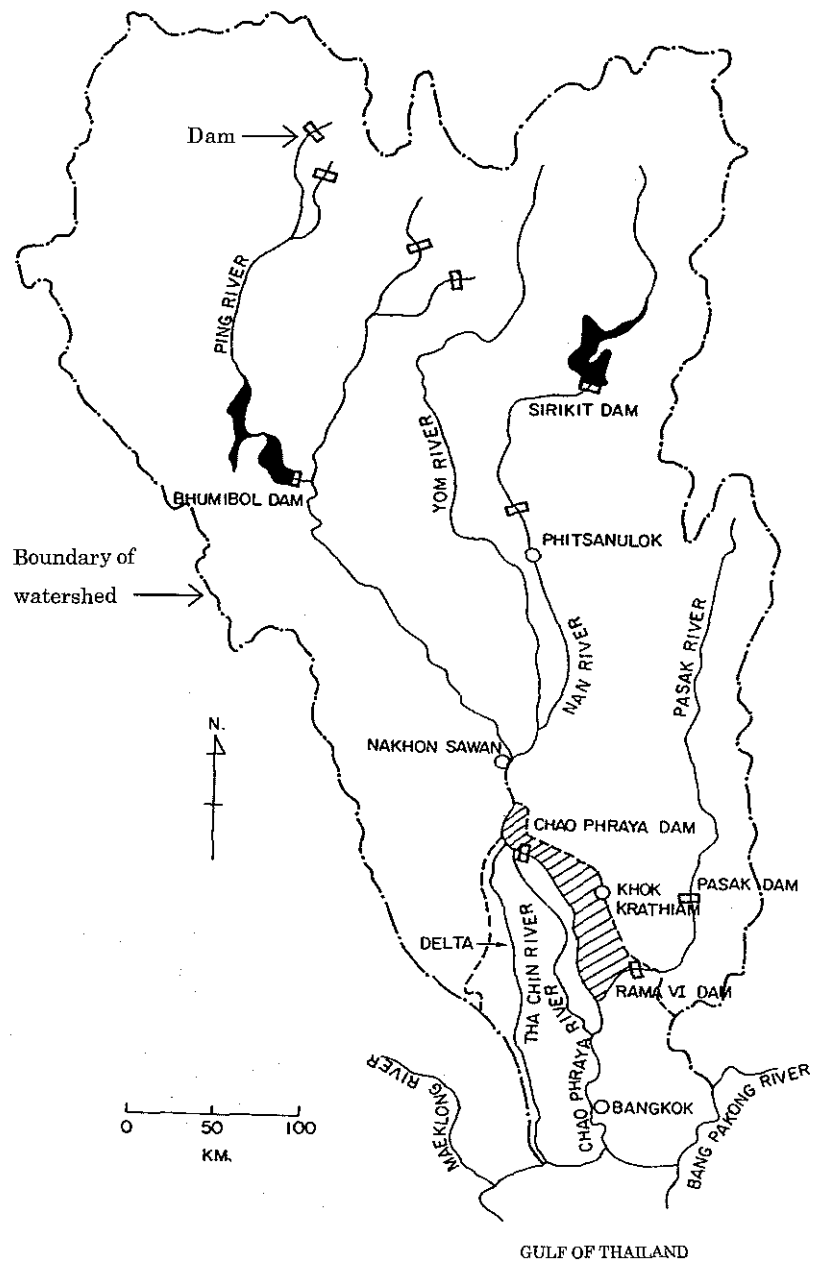 Dam
PING RIVER
SIRIKIT DAM
YOM RIVER
BHUMIBOL DAM
PHITSANULOK
Boundary of
watershed
PASAK RIVER
NAN RIVER
N.
NAKHON SAWAN
CHAO PHRAYA DAM
KHOK
KRATHIAM
PASAK DAM
DELTA
THA CHIN RIVER
RAMA VI DAM
CHAO PHRAYA
RIVER
MAEKLONG
RIVER
BANGKOK
BANG PAKONG RIVER
0 50 100
KM.
GULF OF THAILAND